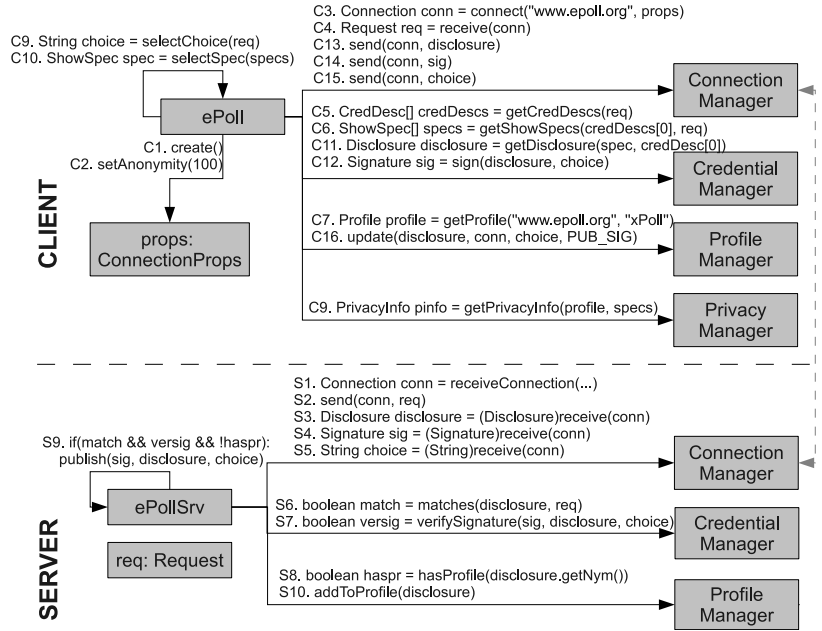 C3. Connection conn = connect("www.epoll.org", props)
C4. Request req = receive(conn)
C13. send(conn, disclosure)
C14. send(conn, sig)
C15. send(conn, choice)
C9. String choice = selectChoice(req)
C10. ShowSpec spec = selectSpec(specs)
ePoll
Connection
Manager
C5. CredDesc[] credDescs = getCredDescs(req)
C6. ShowSpec[] specs = getShowSpecs(credDescs[0], req)
C11. Disclosure disclosure = getDisclosure(spec, credDesc[0])
C12. Signature sig = sign(disclosure, choice)
C1. create()
C2. setAnonymity(100)
Credential
Manager
CLIENT
props:
ConnectionProps
C7. Profile profile = getProfile("www.epoll.org", "xPoll")
C16. update(disclosure, conn, choice, PUB_SIG)
Profile
Manager
C9. PrivacyInfo pinfo = getPrivacyInfo(profile, specs)
Privacy
Manager
S1. Connection conn = receiveConnection(...)
S2. send(conn, req)
S3. Disclosure disclosure = (Disclosure)receive(conn)
S4. Signature sig = (Signature)receive(conn)
S5. String choice = (String)receive(conn)
S9. if(match && versig && !haspr):
publish(sig, disclosure, choice)
Connection
Manager
ePollSrv
S6. boolean match = matches(disclosure, req)
S7. boolean versig = verifySignature(sig, disclosure, choice)
Credential
Manager
SERVER
req: Request
S8. boolean haspr = hasProfile(disclosure.getNym())
S10. addToProfile(disclosure)
Profile
Manager